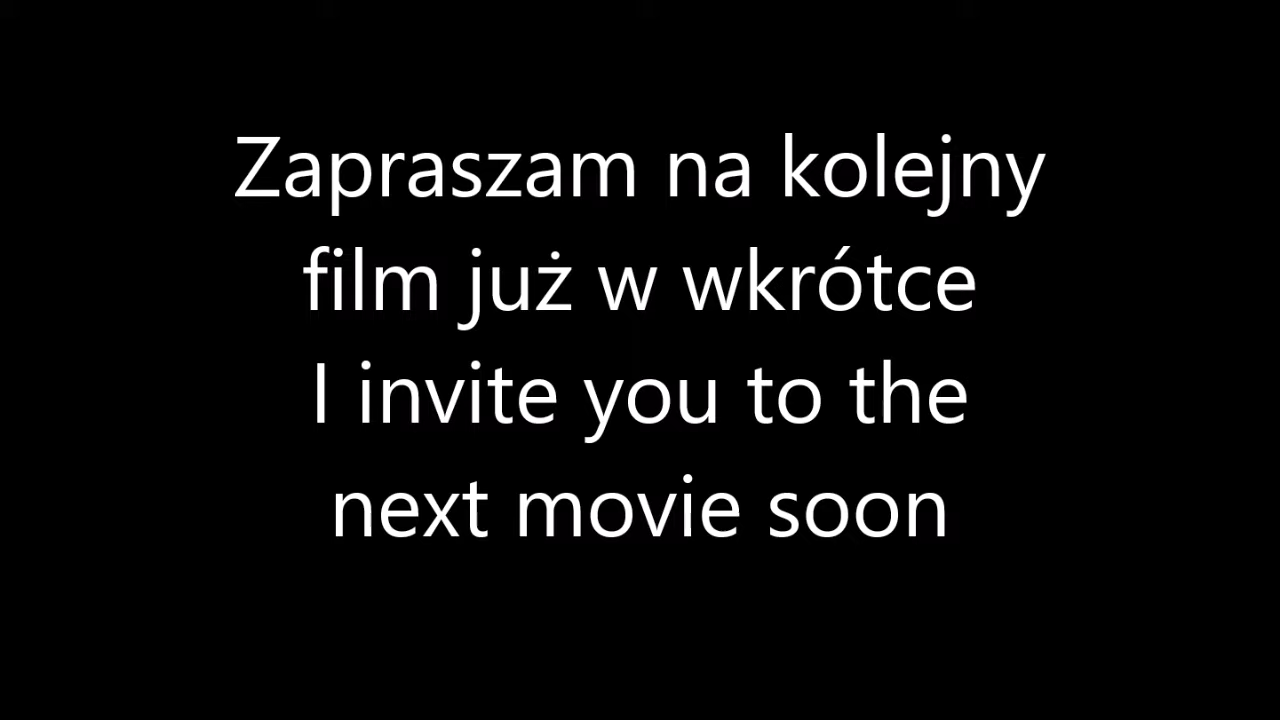 Zapraszam na kolejny
film już w wkrótce
I invite you to the
next movie soon